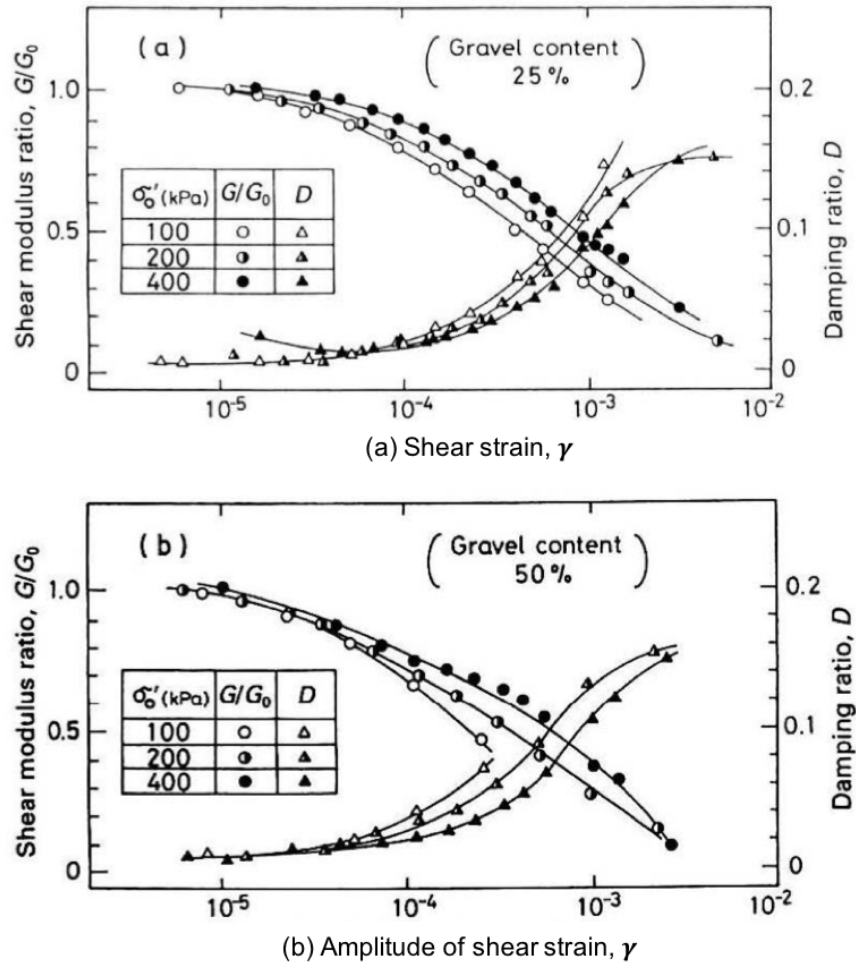 (a)
( Gravel content
25 % )
Shear modulus ratio, G/G₀
1.0
0.5
0
σ̃₀′ (kPa) G/G₀ D
100
200
400
0.2
0.1
0
Damping ratio, D
10⁻⁵ 10⁻⁴ 10⁻³ 10⁻²
(a) Shear strain, γ
(b)
( Gravel content
50 % )
Shear modulus ratio, G/G₀
1.0
0.5
0
σ̃₀′ (kPa) G/G₀ D
100
200
400
0.2
0.1
0
Damping ratio, D
10⁻⁵ 10⁻⁴ 10⁻³ 10⁻²
(b) Amplitude of shear strain, γ